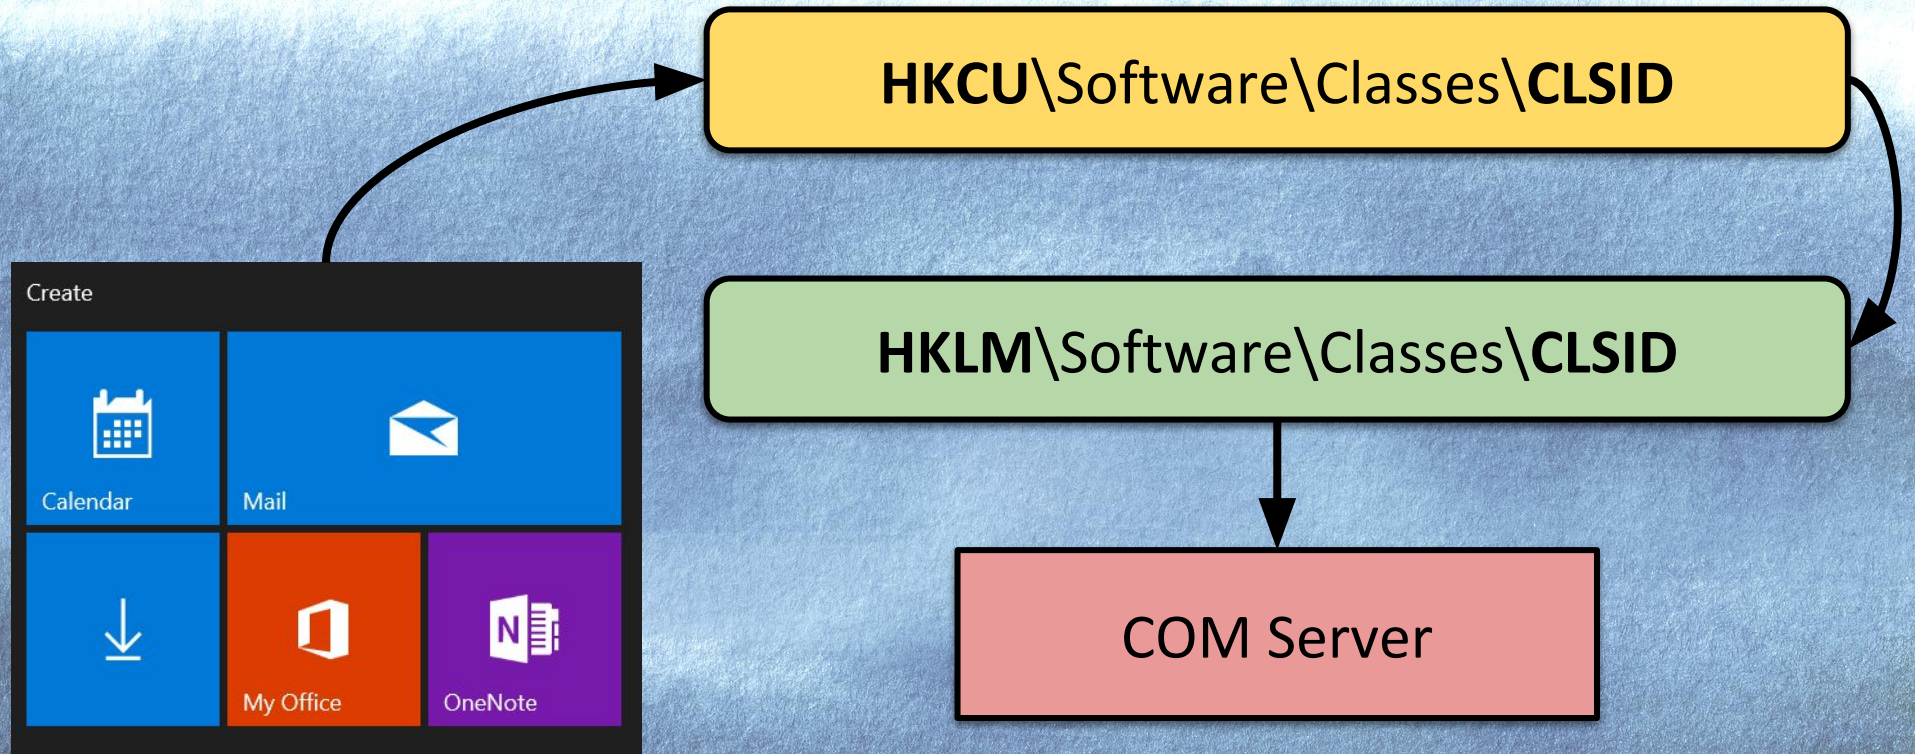 HKCU\Software\Classes\CLSID
HKLM\Software\Classes\CLSID
COM Server
Create
Calendar
Mail
My Office
N
OneNote